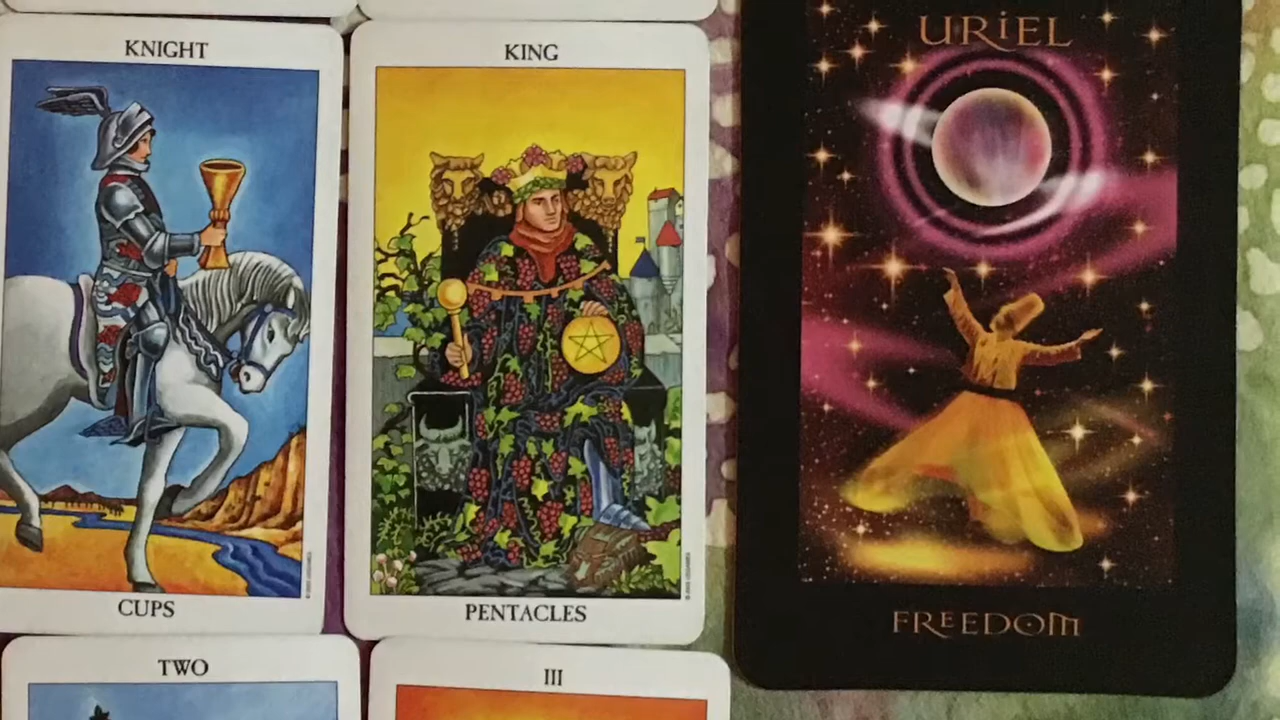 KNIGHT
CUPS
KING
PENTACLES
URiEL
FREEDOM
TWO
III